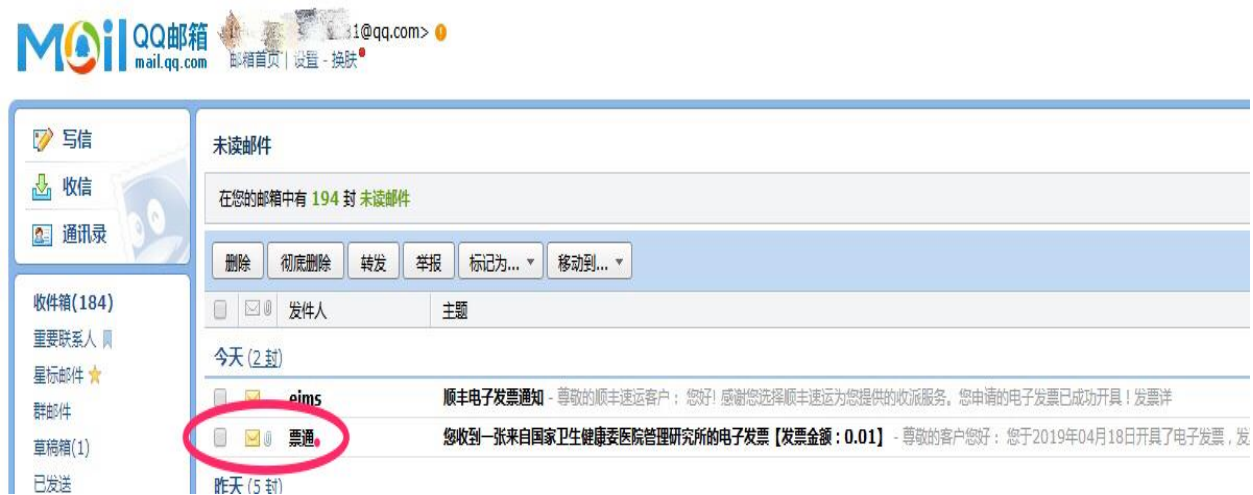 Mail QQ邮箱
mail.qq.com
1@qq.com>
邮箱首页 | 设置 - 换肤
写信
收信
通讯录
收件箱(184)
重要联系人
星标邮件
群邮件
草稿箱(1)
已发送
未读邮件
在您的邮箱中有 194 封 未读邮件
删除 彻底删除 转发 举报 标记为... 移动到...
发件人 主题
今天 (2 封)
eims 顺丰电子发票通知 - 尊敬的顺丰速运客户： 您好! 感谢您选择顺丰速运为您提供的收派服务。您申请的电子发票已成功开具！发票详
票通 您收到一张来自国家卫生健康委医院管理研究所的电子发票【发票金额：0.01】 - 尊敬的客户您好： 您于2019年04月18日开具了电子发票，发
昨天 (5 封)